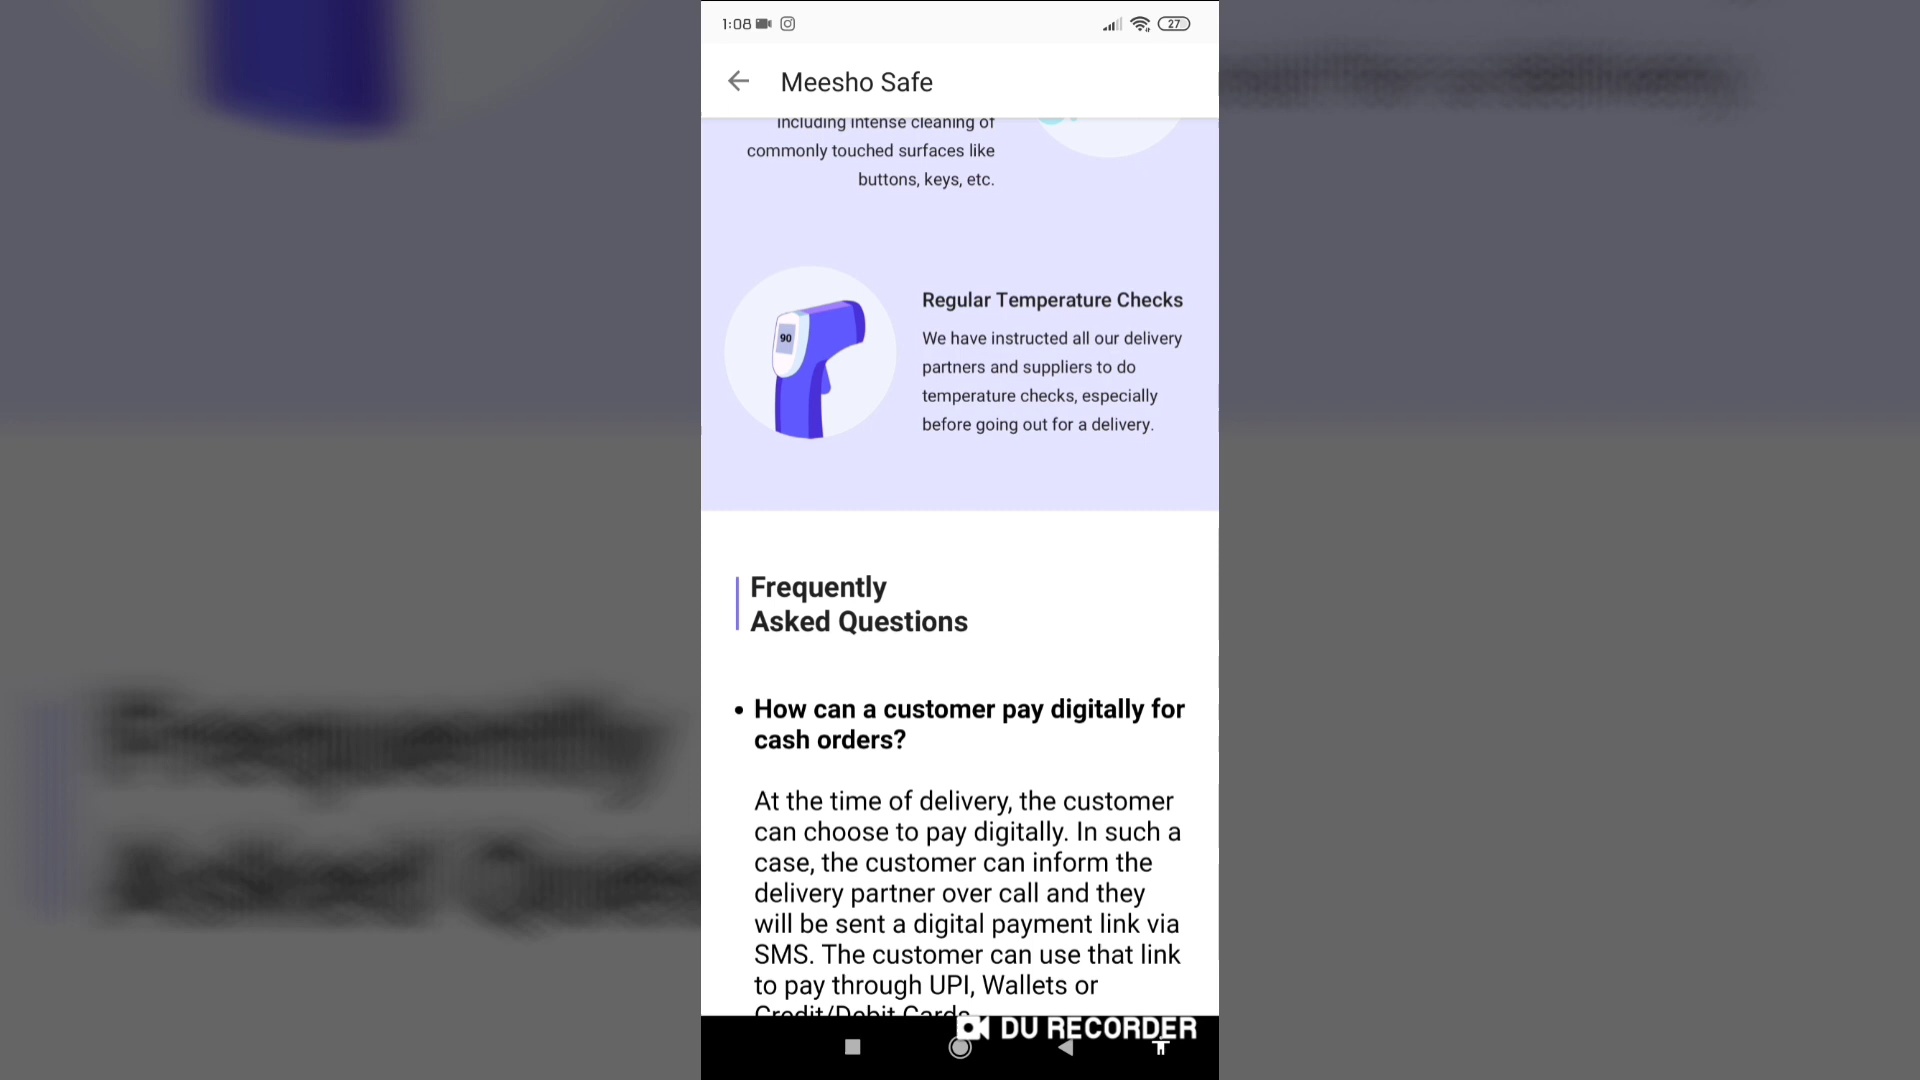 1:08
27
Meesho Safe
including intense cleaning of
commonly touched surfaces like
buttons, keys, etc.
90
Regular Temperature Checks
We have instructed all our delivery
partners and suppliers to do
temperature checks, especially
before going out for a delivery.
Frequently
Asked Questions
• How can a customer pay digitally for
cash orders?
At the time of delivery, the customer
can choose to pay digitally. In such a
case, the customer can inform the
delivery partner over call and they
will be sent a digital payment link via
SMS. The customer can use that link
to pay through UPI, Wallets or
Credit/Debit Cards
DU RECORDER